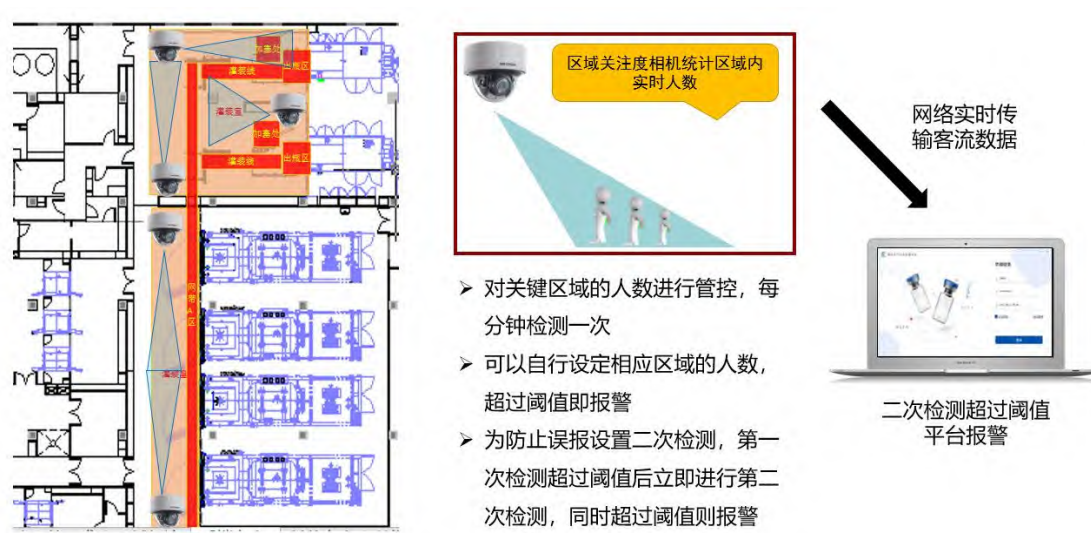 加塞处
出瓶区
灌装线
灌装室
加塞处
灌装线
出瓶区
网带A区
灌装室
区域关注度相机统计区域内
实时人数
网络实时传
输客流数据
➢ 对关键区域的人数进行管控，每
分钟检测一次
➢ 可以自行设定相应区域的人数，
超过阈值即报警
➢ 为防止误报设置二次检测，第一
次检测超过阈值后立即进行第二
次检测，同时超过阈值则报警
二次检测超过阈值
平台报警